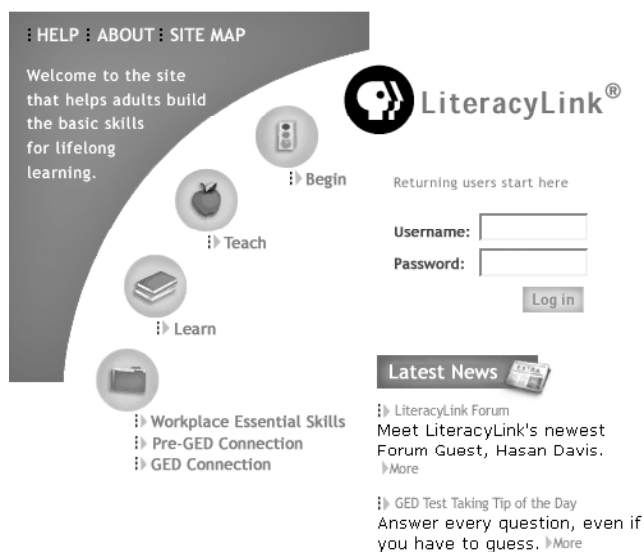 HELP ABOUT SITE MAP
Welcome to the site
that helps adults build
the basic skills
for lifelong
learning.
LiteracyLink®
Begin
Teach
Learn
Workplace Essential Skills
Pre-GED Connection
GED Connection
Returning users start here
Username:
Password:
Log in
Latest News
EXTRA
LiteracyLink Forum
Meet LiteracyLink's newest
Forum Guest, Hasan Davis.
More
GED Test Taking Tip of the Day
Answer every question, even if
you have to guess. More